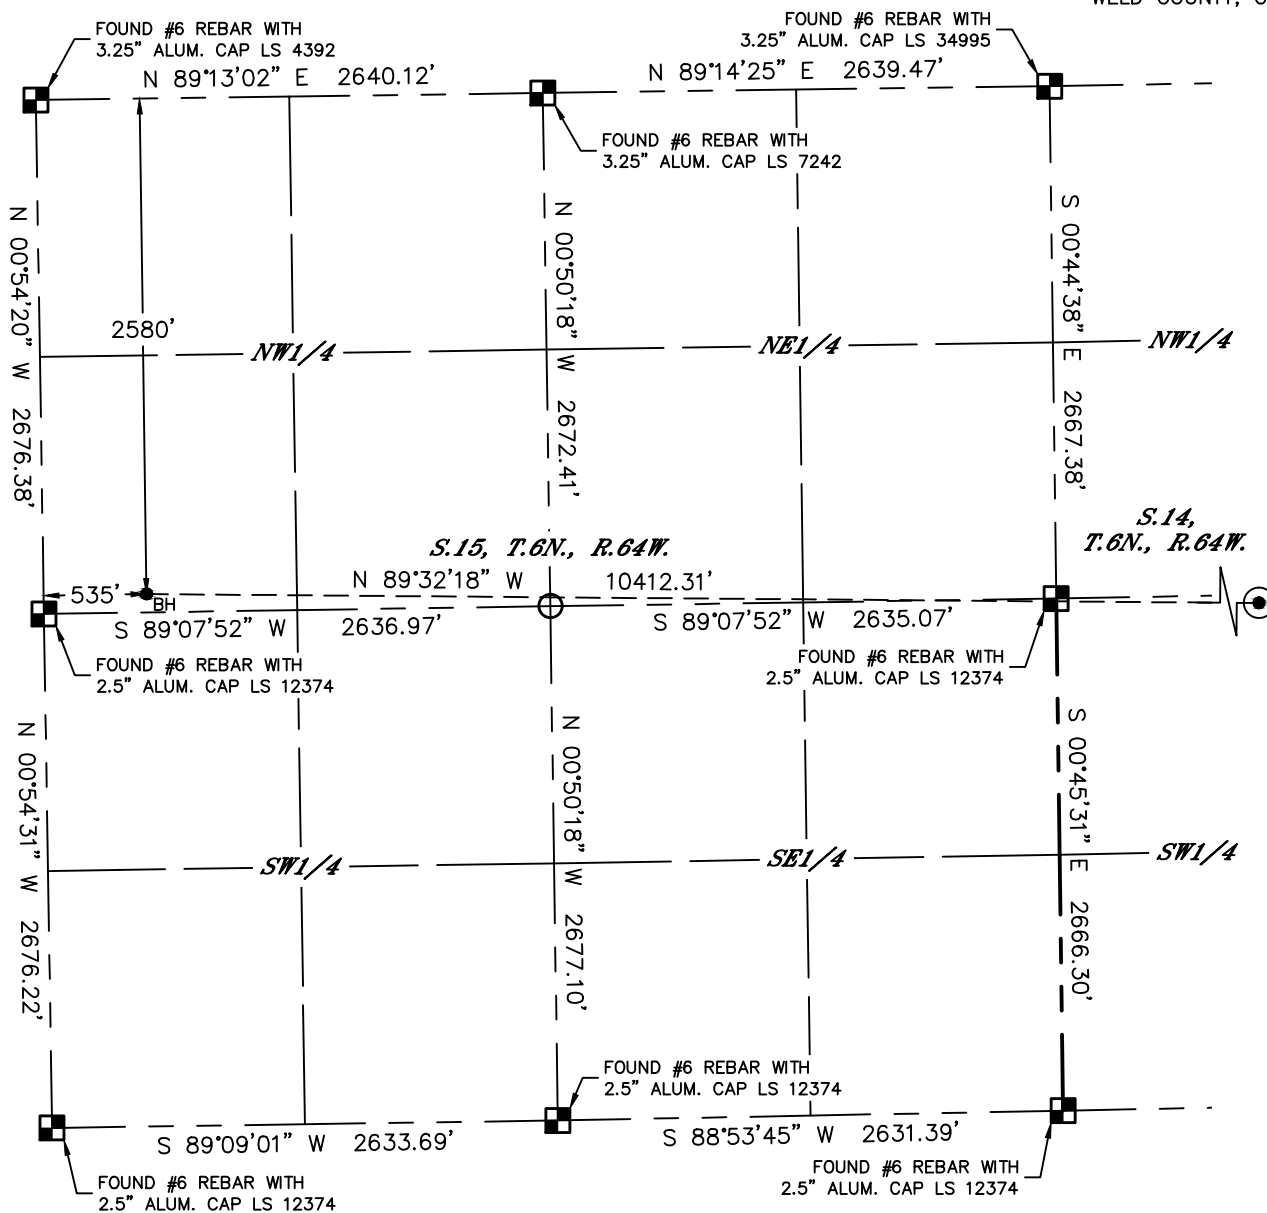 WELD COUNTY, C
FOUND #6 REBAR WITH
3.25" ALUM. CAP LS 4392
FOUND #6 REBAR WITH
3.25" ALUM. CAP LS 34995
N 89°13'02" E 2640.12'
N 89°14'25" E 2639.47'
FOUND #6 REBAR WITH
3.25" ALUM. CAP LS 7242
N 00°54'20" W 2676.38'
N 00°50'18" W 2672.41'
S 00°44'38" E 2667.38'
2580'
NW1/4
NE1/4
NW1/4
S.15, T.6N., R.64W.
S.14,
T.6N., R.64W.
N 89°32'18" W 10412.31'
535'
BH
S 89°07'52" W 2636.97'
S 89°07'52" W 2635.07'
FOUND #6 REBAR WITH
2.5" ALUM. CAP LS 12374
FOUND #6 REBAR WITH
2.5" ALUM. CAP LS 12374
N 00°54'31" W 2676.22'
N 00°50'18" W 2677.10'
S 00°45'31" E 2666.30'
SW1/4
SE1/4
SW1/4
FOUND #6 REBAR WITH
2.5" ALUM. CAP LS 12374
S 89°09'01" W 2633.69'
S 88°53'45" W 2631.39'
FOUND #6 REBAR WITH
2.5" ALUM. CAP LS 12374
FOUND #6 REBAR WITH
2.5" ALUM. CAP LS 12374